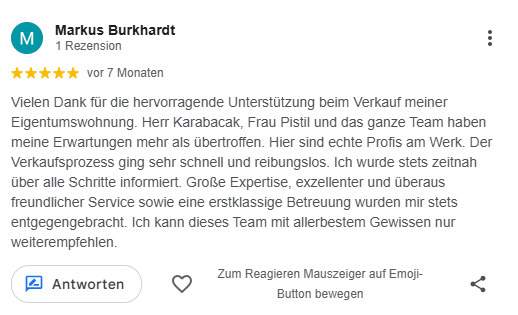 M
Markus Burkhardt
1 Rezension
vor 7 Monaten
Vielen Dank für die hervorragende Unterstützung beim Verkauf meiner
Eigentumswohnung. Herr Karabacak, Frau Pistil und das ganze Team haben
meine Erwartungen mehr als übertroffen. Hier sind echte Profis am Werk. Der
Verkaufsprozess ging sehr schnell und reibungslos. Ich wurde stets zeitnah
über alle Schritte informiert. Große Expertise, exzellenter und überaus
freundlicher Service sowie eine erstklassige Betreuung wurden mir stets
entgegengebracht. Ich kann dieses Team mit allerbestem Gewissen nur
weiterempfehlen.
Antworten
Zum Reagieren Mauszeiger auf Emoji-
Button bewegen